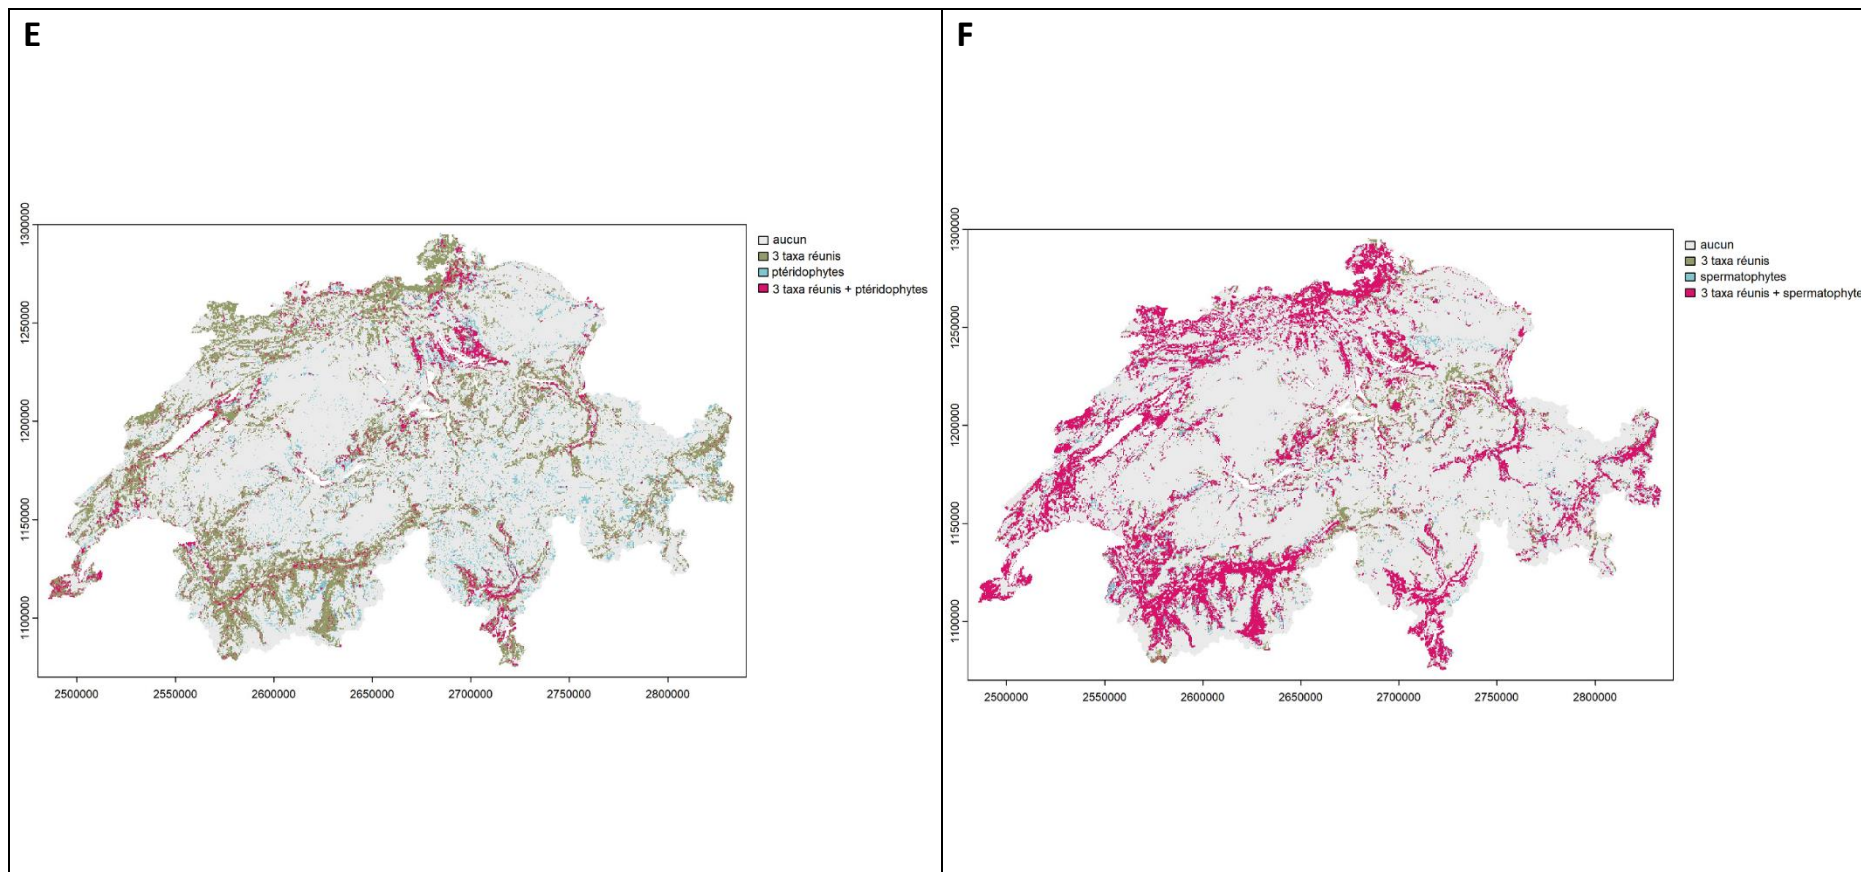 E
aucun
3 taxa réunis
ptéridophytes
3 taxa réunis + ptéridophytes
1300000
1250000
1200000
1150000
1100000
2500000 2550000 2600000 2650000 2700000 2750000 2800000
F
aucun
3 taxa réunis
spermatophytes
3 taxa réunis + spermatophyte
1300000
1250000
1200000
1150000
1100000
2500000 2550000 2600000 2650000 2700000 2750000 2800000